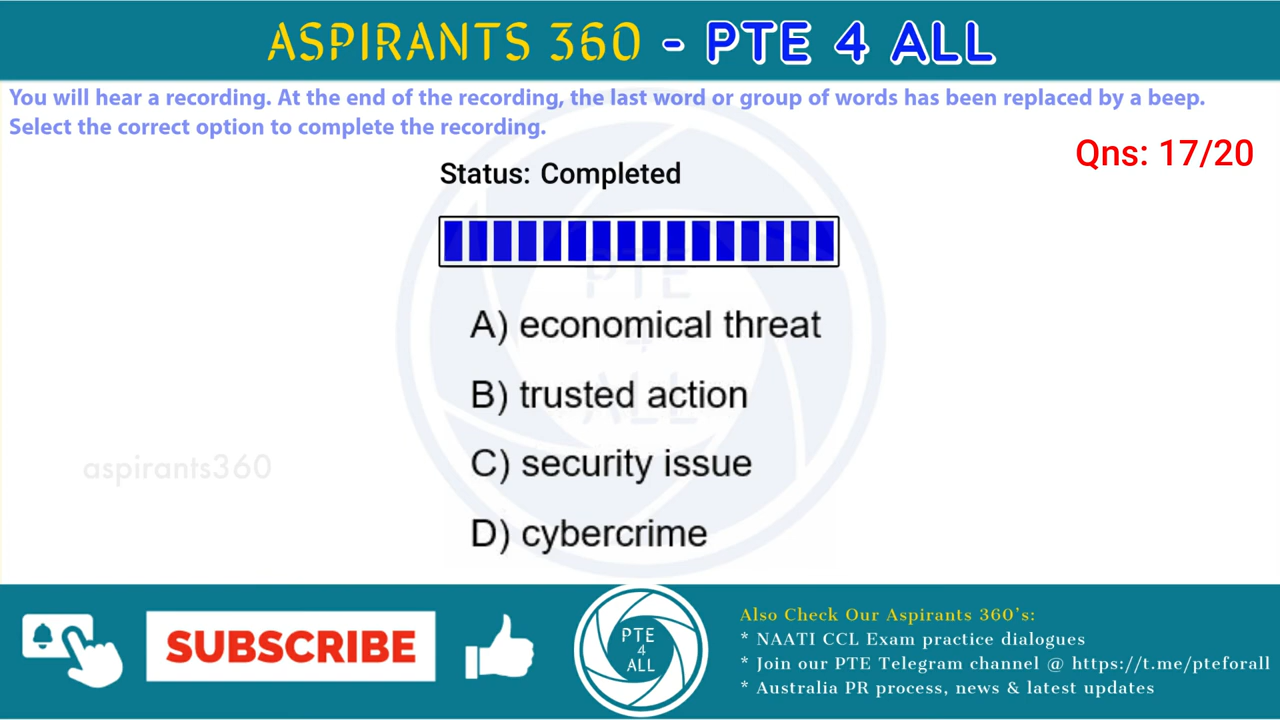 ASPIRANTS 360 - PTE 4 ALL
You will hear a recording. At the end of the recording, the last word or group of words has been replaced by a beep.
Select the correct option to complete the recording.
Qns: 17/20
Status: Completed
PTE
4
ALL
A) economical threat
B) trusted action
C) security issue
D) cybercrime
aspirants360
SUBSCRIBE
PTE
4
ALL
Also Check Our Aspirants 360's:
* NAATI CCL Exam practice dialogues
* Join our PTE Telegram channel @ https://t.me/pteforall
* Australia PR process, news & latest updates